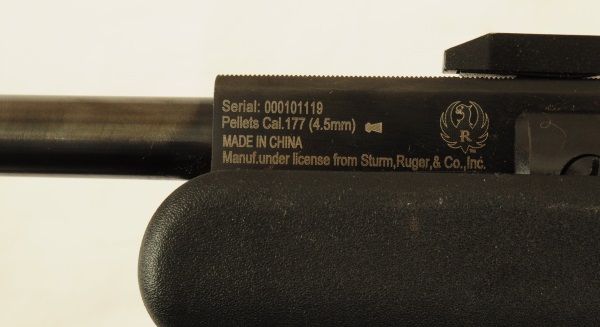 Serial: 000101119
Pellets Cal.177 (4.5mm)
MADE IN CHINA
Manuf.under license from Sturm,Ruger,& Co.,Inc.
S
R